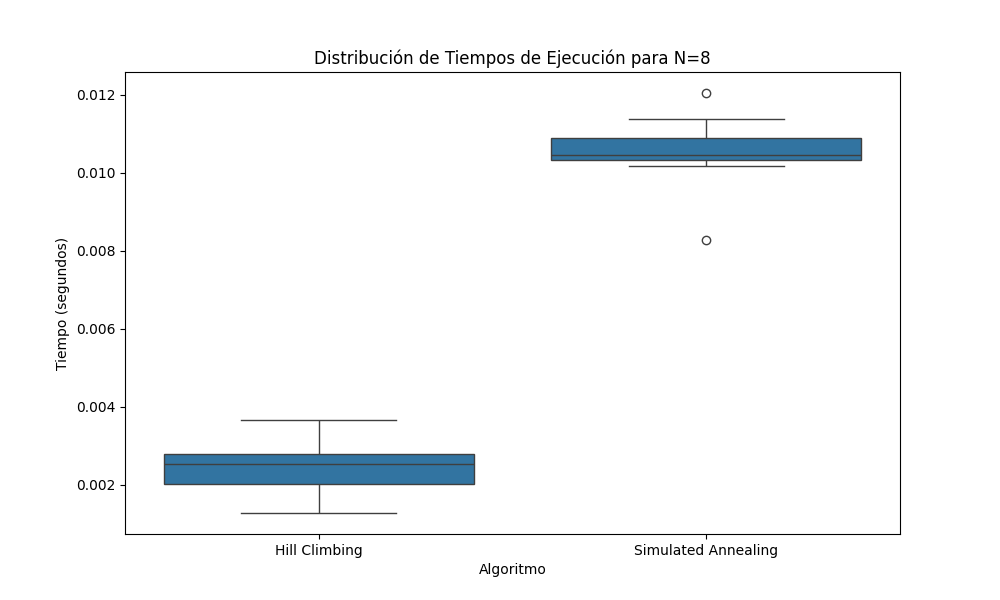 Distribución de Tiempos de Ejecución para N=8
Tiempo (segundos)
0.012
0.010
0.008
0.006
0.004
0.002
Hill Climbing
Simulated Annealing
Algoritmo